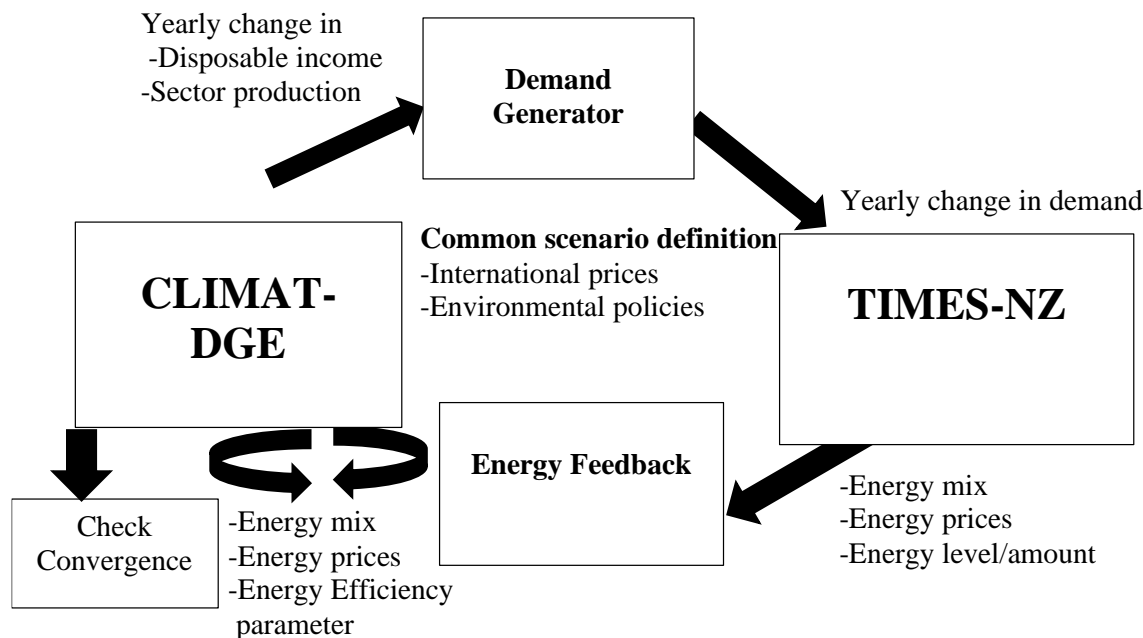 Yearly change in
-Disposable income
-Sector production
Demand
Generator
Yearly change in demand
Common scenario definition
-International prices
-Environmental policies
CLIMAT-
DGE
TIMES-NZ
Energy Feedback
-Energy mix
-Energy prices
-Energy level/amount
Check
Convergence
-Energy mix
-Energy prices
-Energy Efficiency
parameter